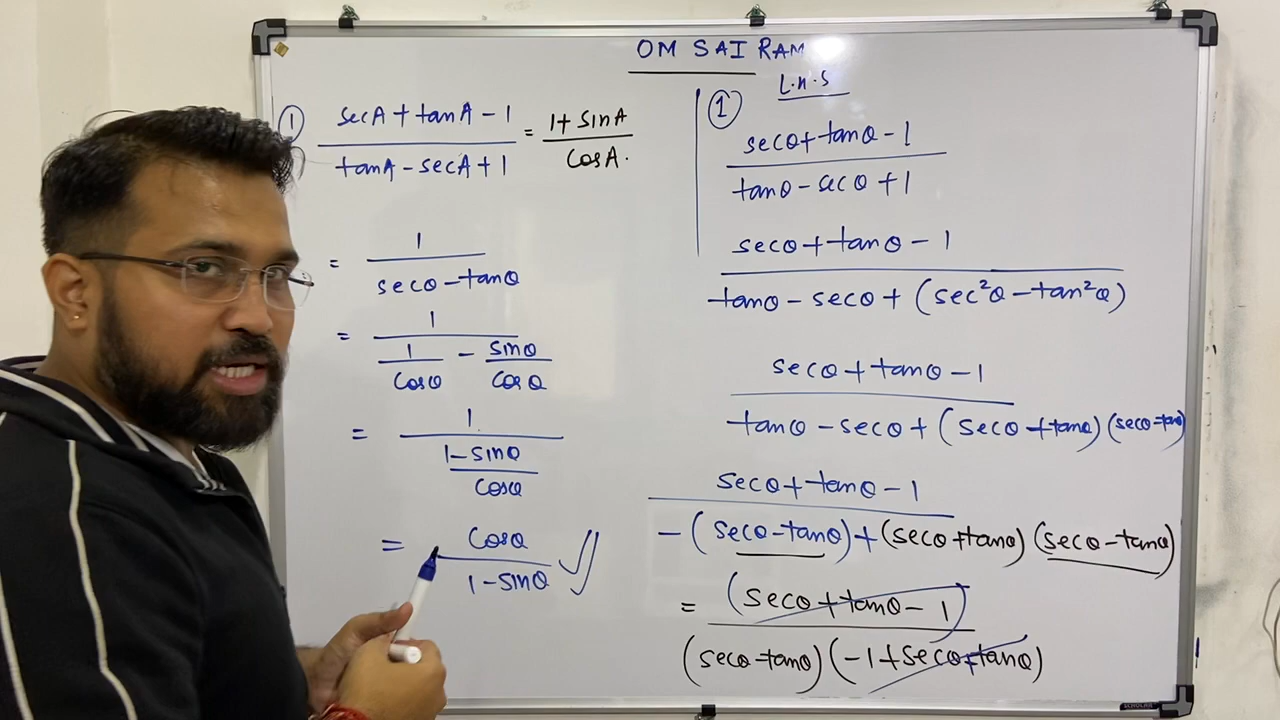 OM SAI RAM
① secA + tanA - 1
tanA - secA + 1
= 1 + sinA
cosA.
= 1
secθ - tanθ
= 1
1 - sinθ
cosθ cosθ
= 1
1 - sinθ
cosθ
= cosθ
1 - sinθ
L.H.S
① secθ + tanθ - 1
tanθ - secθ + 1
secθ + tanθ - 1
tanθ - secθ + (sec²θ - tan²θ)
secθ + tanθ - 1
tanθ - secθ + (secθ + tanθ) (secθ - tanθ)
secθ + tanθ - 1
- (secθ - tanθ) + (secθ + tanθ) (secθ - tanθ)
= (secθ + tanθ - 1)
(secθ - tanθ) (-1 + secθ + tanθ)